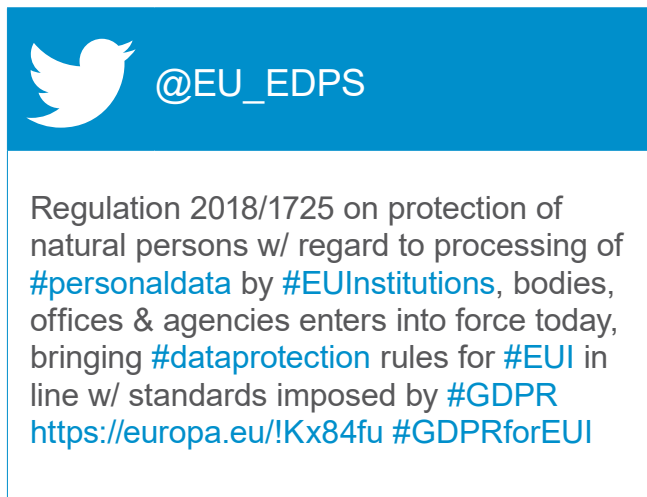 @EU_EDPS
Regulation 2018/1725 on protection of
natural persons w/ regard to processing of
#personaldata by #EUInstitutions, bodies,
offices & agencies enters into force today,
bringing #dataprotection rules for #EUI in
line w/ standards imposed by #GDPR
https://europa.eu/!Kx84fu #GDPRforEUI